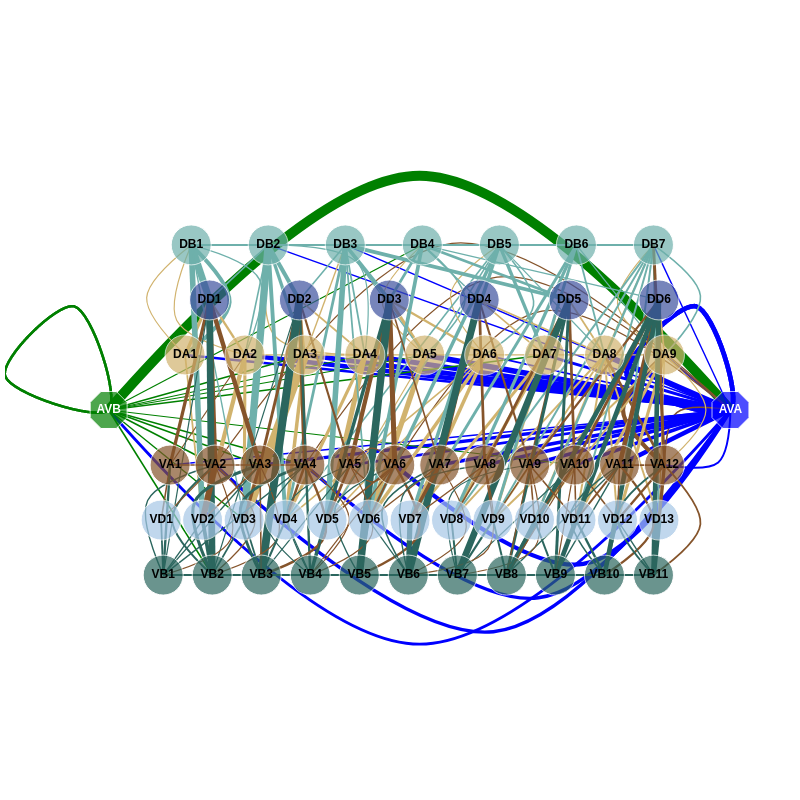 DB1 DB2 DB3 DB4 DB5 DB6 DB7
DD1 DD2 DD3 DD4 DD5 DD6
DA1 DA2 DA3 DA4 DA5 DA6 DA7 DA8 DA9
AVB AVA
VA1 VA2 VA3 VA4 VA5 VA6 VA7 VA8 VA9 VA10 VA11 VA12
VD1 VD2 VD3 VD4 VD5 VD6 VD7 VD8 VD9 VD10 VD11 VD12 VD13
VB1 VB2 VB3 VB4 VB5 VB6 VB7 VB8 VB9 VB10 VB11